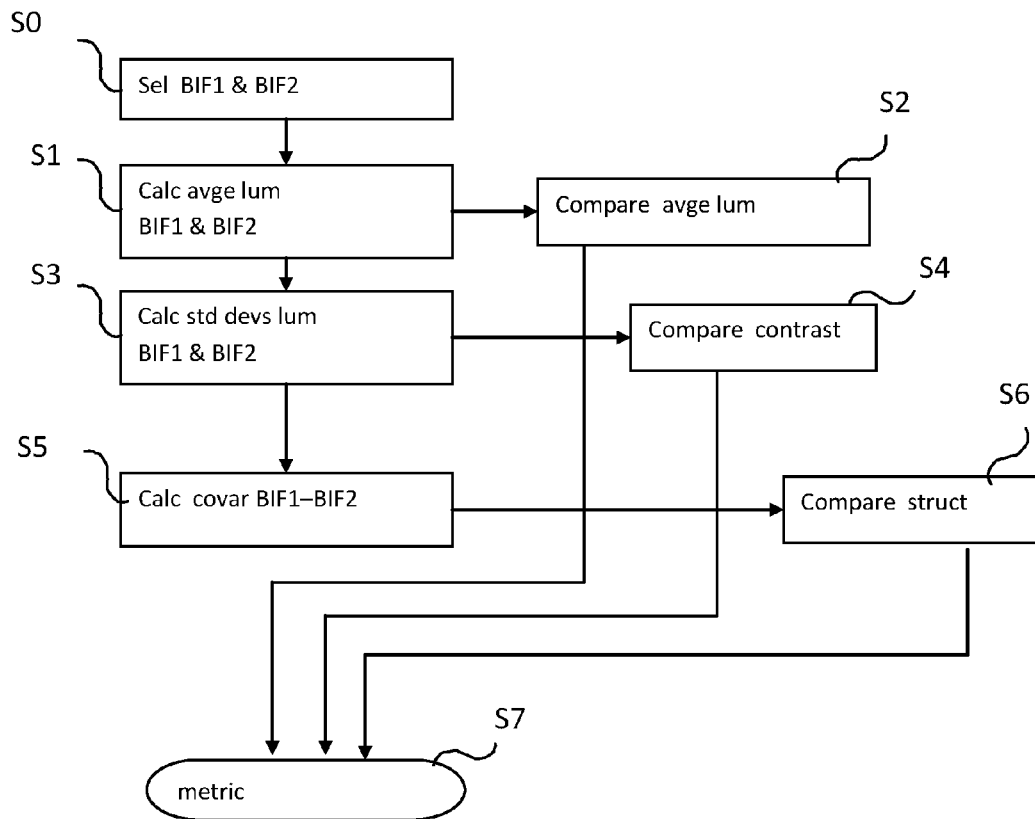 S0
Sel BIF1 & BIF2
S1
Calc avge lum
BIF1 & BIF2
S2
Compare avge lum
S3
Calc std devs lum
BIF1 & BIF2
S4
Compare contrast
S5
Calc covar BIF1–BIF2
S6
Compare struct
S7
metric